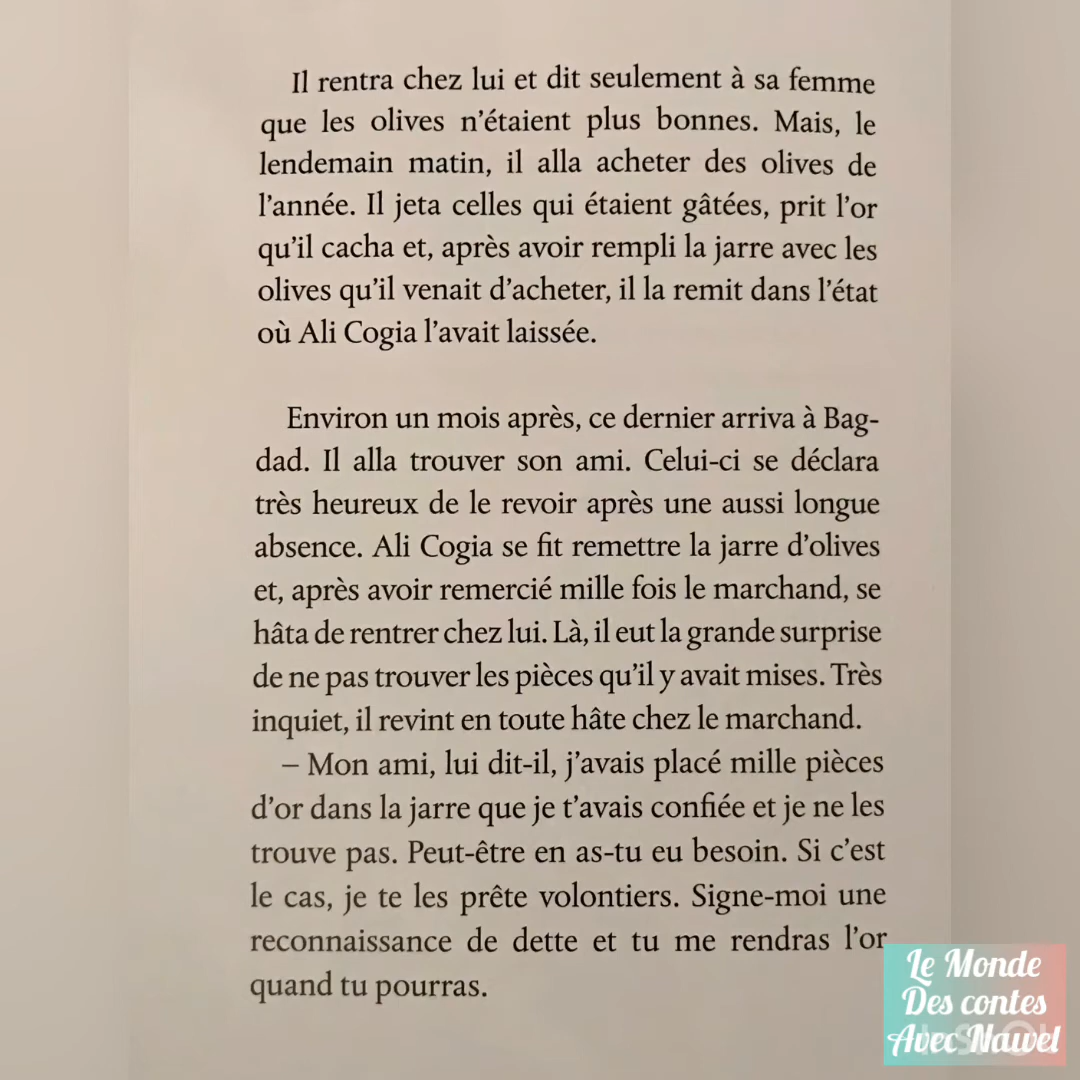 Il rentra chez lui et dit seulement à sa femme
que les olives n'étaient plus bonnes. Mais, le
lendemain matin, il alla acheter des olives de
l'année. Il jeta celles qui étaient gâtées, prit l'or
qu'il cacha et, après avoir rempli la jarre avec les
olives qu'il venait d'acheter, il la remit dans l'état
où Ali Cogia l'avait laissée.
Environ un mois après, ce dernier arriva à Bag-
dad. Il alla trouver son ami. Celui-ci se déclara
très heureux de le revoir après une aussi longue
absence. Ali Cogia se fit remettre la jarre d'olives
et, après avoir remercié mille fois le marchand, se
hâta de rentrer chez lui. Là, il eut la grande surprise
de ne pas trouver les pièces qu'il y avait mises. Très
inquiet, il revint en toute hâte chez le marchand.
– Mon ami, lui dit-il, j'avais placé mille pièces
d'or dans la jarre que je t'avais confiée et je ne les
trouve pas. Peut-être en as-tu eu besoin. Si c'est
le cas, je te les prête volontiers. Signe-moi une
reconnaissance de dette et tu me rendras l'or
quand tu pourras.
Le Monde
Des contes
Avec Nawel